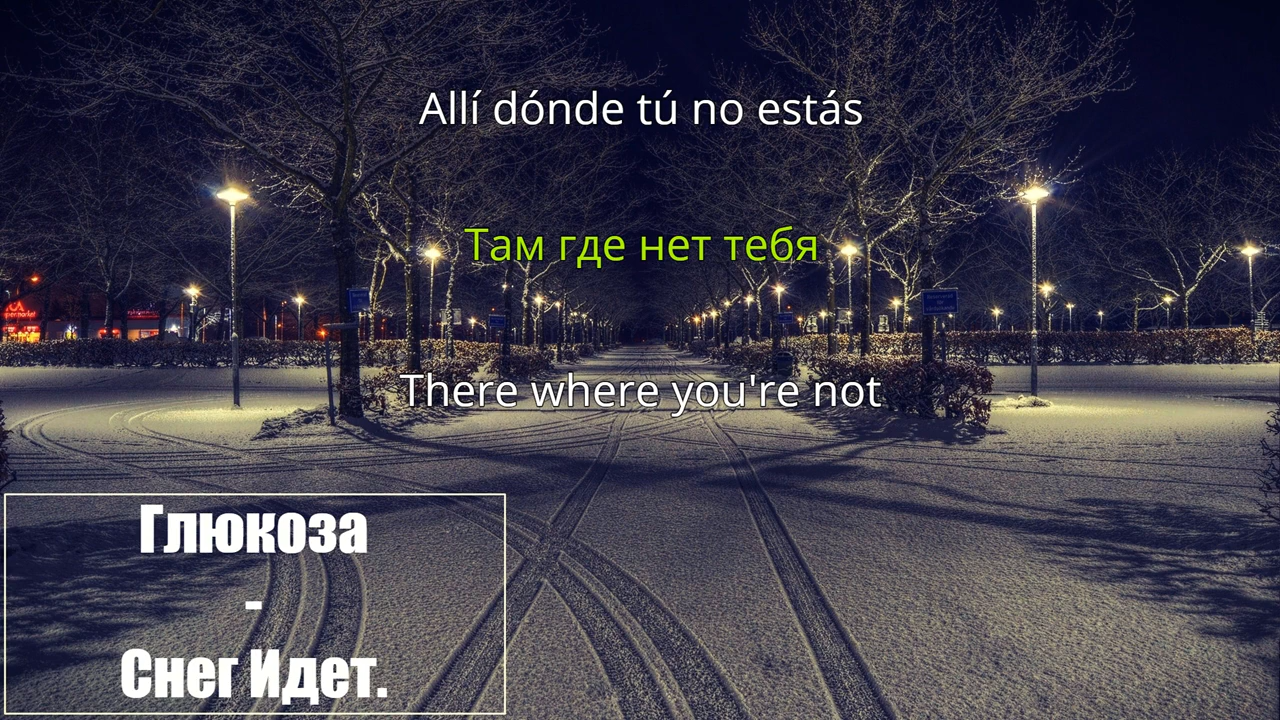 Allí dónde tú no estás
Там где нет тебя
There where you're not
Глюкоза
-
Снег Идет.